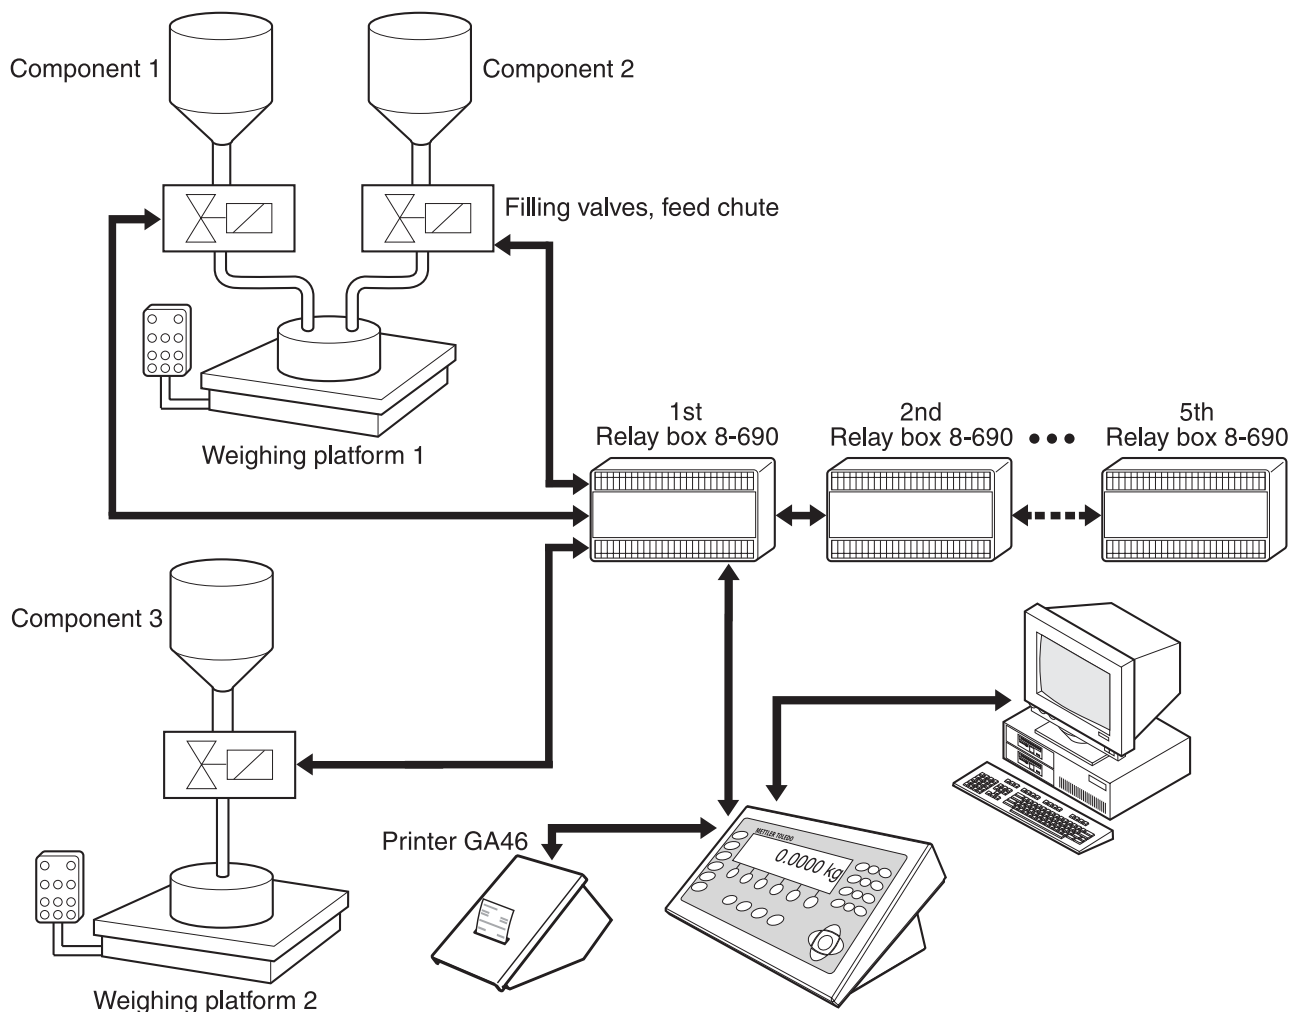 Component 1
Component 2
Filling valves, feed chute
Weighing platform 1
1st
Relay box 8-690
2nd
Relay box 8-690
5th
Relay box 8-690
Component 3
Printer GA46
METTLER TOLEDO
0.0000 kg
Weighing platform 2